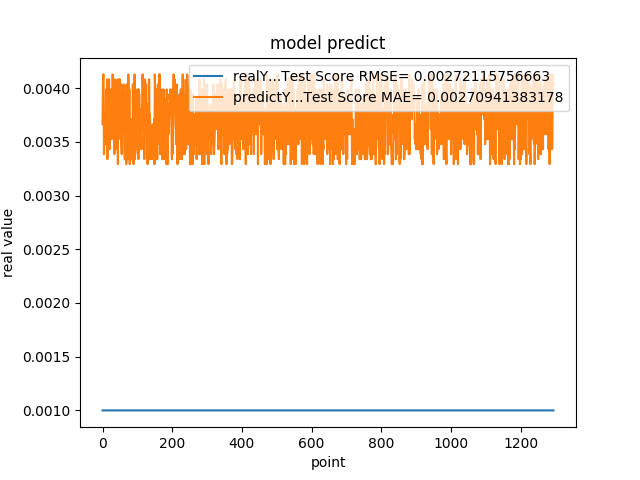 model predict
realY...Test Score RMSE= 0.00272115756663
predictY...Test Score MAE= 0.00270941383178
0.0040
0.0035
0.0030
0.0025
0.0020
0.0015
0.0010
real value
0 200 400 600 800 1000 1200
point